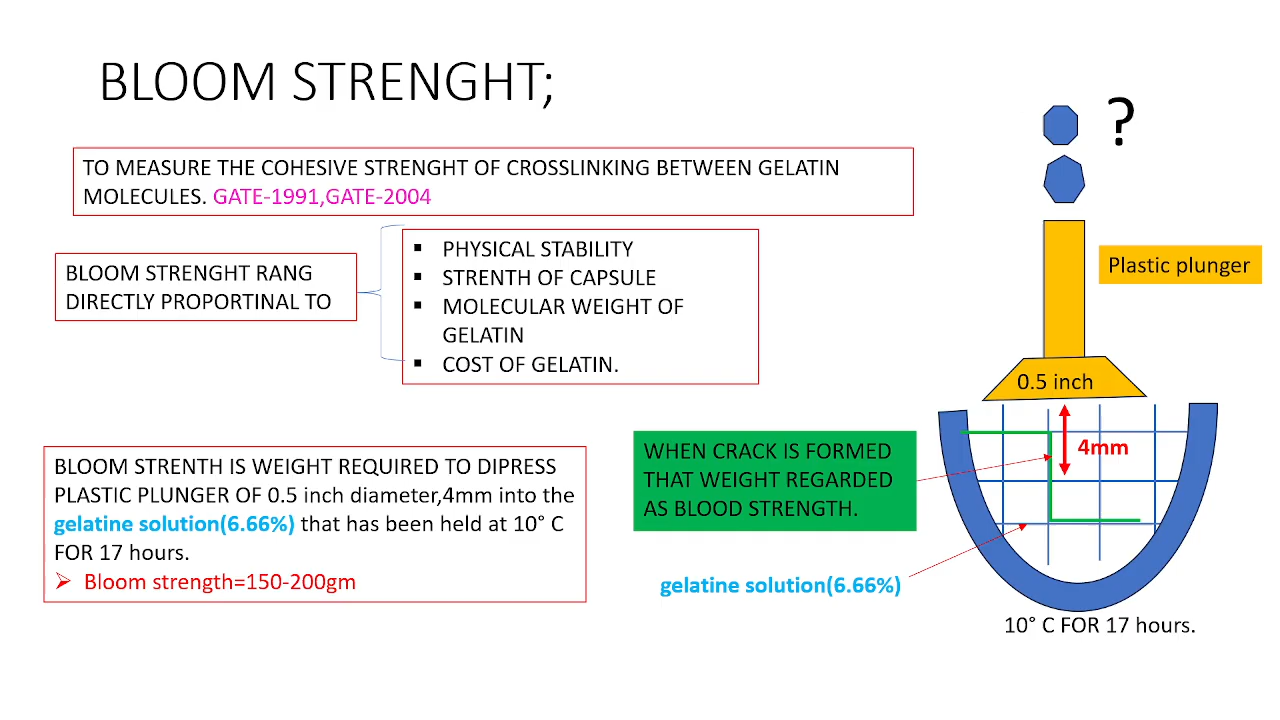 BLOOM STRENGHT;
?
TO MEASURE THE COHESIVE STRENGHT OF CROSSLINKING BETWEEN GELATIN
MOLECULES. GATE-1991,GATE-2004
BLOOM STRENGHT RANG
DIRECTLY PROPORTINAL TO
▪ PHYSICAL STABILITY
▪ STRENTH OF CAPSULE
▪ MOLECULAR WEIGHT OF
GELATIN
▪ COST OF GELATIN.
Plastic plunger
0.5 inch
4mm
BLOOM STRENTH IS WEIGHT REQUIRED TO DIPRESS
PLASTIC PLUNGER OF 0.5 inch diameter,4mm into the
gelatine solution(6.66%) that has been held at 10° C
FOR 17 hours.
➢ Bloom strength=150-200gm
WHEN CRACK IS FORMED
THAT WEIGHT REGARDED
AS BLOOD STRENGTH.
gelatine solution(6.66%)
10° C FOR 17 hours.